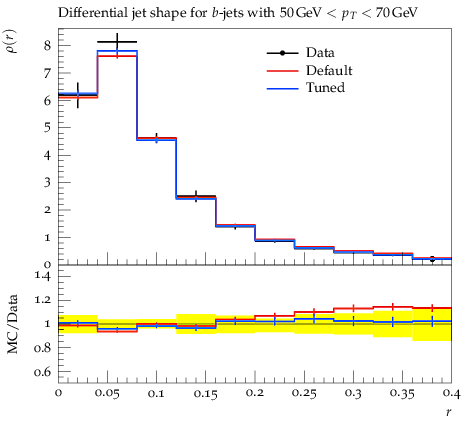 Differential jet shape for b-jets with 50 GeV < p_T < 70 GeV
ρ(r)
8
7
6
5
4
3
2
1
0
Data
Default
Tuned
MC/Data
1.4
1.2
1
0.8
0.6
0 0.05 0.1 0.15 0.2 0.25 0.3 0.35 0.4
r